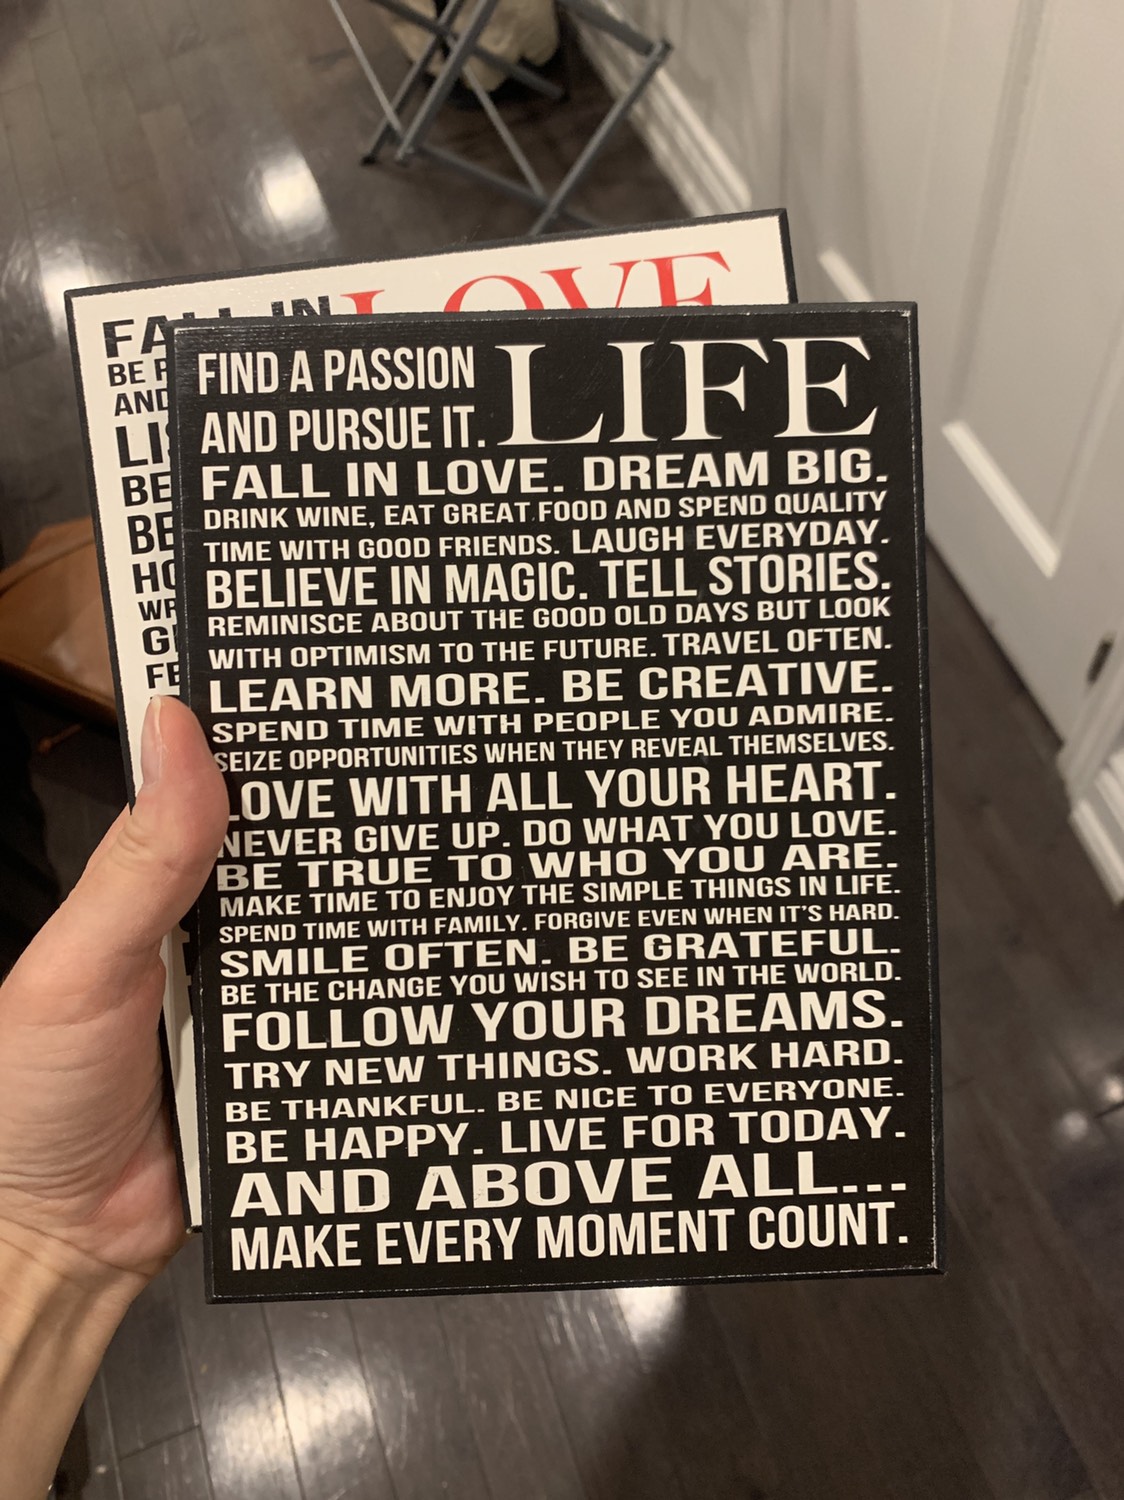 FALL IN LOVE
BE
AND
BE
BE
FIND A PASSION
AND PURSUE IT. LIFE
FALL IN LOVE. DREAM BIG.
DRINK WINE, EAT GREAT FOOD AND SPEND QUALITY
TIME WITH GOOD FRIENDS. LAUGH EVERYDAY.
BELIEVE IN MAGIC. TELL STORIES.
REMINISCE ABOUT THE GOOD OLD DAYS BUT LOOK
WITH OPTIMISM TO THE FUTURE. TRAVEL OFTEN.
LEARN MORE. BE CREATIVE.
SPEND TIME WITH PEOPLE YOU ADMIRE.
SEIZE OPPORTUNITIES WHEN THEY REVEAL THEMSELVES.
LOVE WITH ALL YOUR HEART.
NEVER GIVE UP. DO WHAT YOU LOVE.
BE TRUE TO WHO YOU ARE.
MAKE TIME TO ENJOY THE SIMPLE THINGS IN LIFE.
SPEND TIME WITH FAMILY. FORGIVE EVEN WHEN IT'S HARD.
SMILE OFTEN. BE GRATEFUL.
BE THE CHANGE YOU WISH TO SEE IN THE WORLD.
FOLLOW YOUR DREAMS.
TRY NEW THINGS. WORK HARD.
BE THANKFUL. BE NICE TO EVERYONE.
BE HAPPY. LIVE FOR TODAY.
AND ABOVE ALL...
MAKE EVERY MOMENT COUNT.